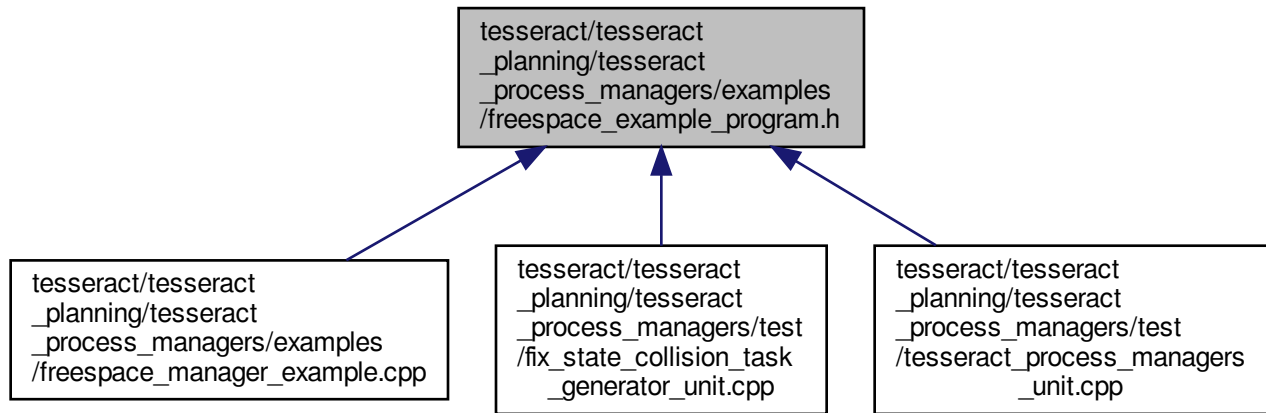 tesseract/tesseract
_planning/tesseract
_process_managers/examples
/freespace_example_program.h
tesseract/tesseract
_planning/tesseract
_process_managers/examples
/freespace_manager_example.cpp
tesseract/tesseract
_planning/tesseract
_process_managers/test
/fix_state_collision_task
_generator_unit.cpp
tesseract/tesseract
_planning/tesseract
_process_managers/test
/tesseract_process_managers
_unit.cpp